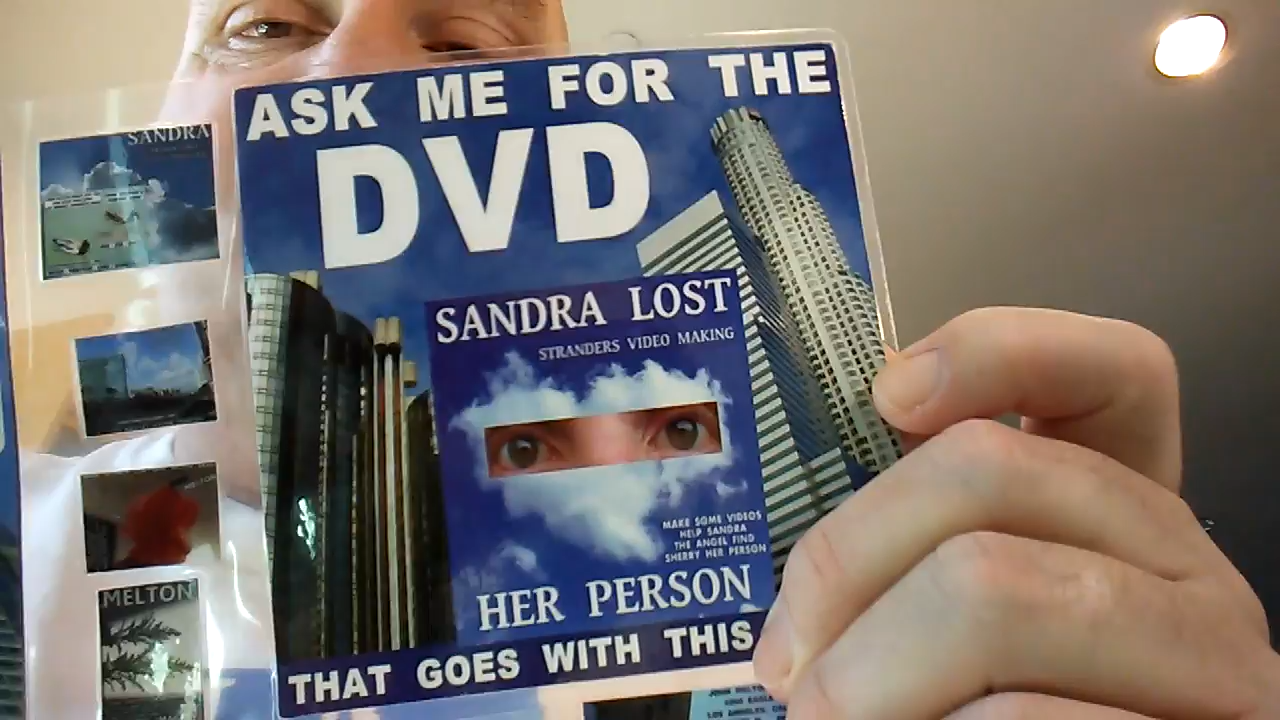 ASK ME FOR THE
DVD
SANDRA LOST
STRANDERS VIDEO MAKING
MAKE SOME VIDEOS
HELP SANDRA
THE ANGEL FIND
SHERRY HER PERSON
HER PERSON
THAT GOES WITH THIS
SANDRA
MELTON